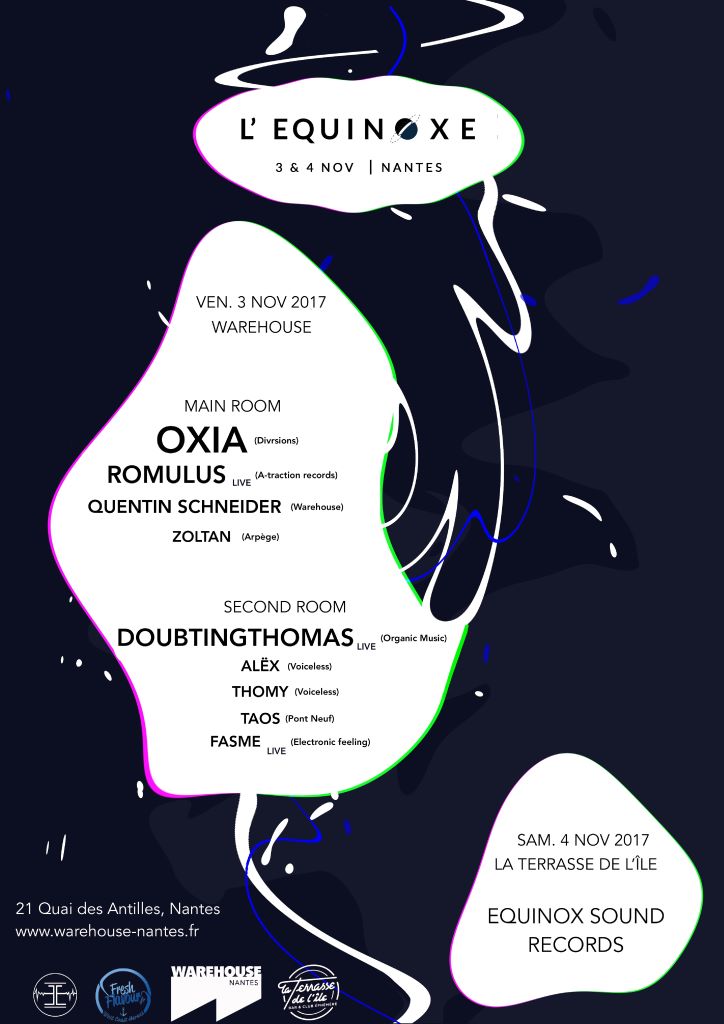 L' EQUINOXE
3 & 4 NOV | NANTES
VEN. 3 NOV 2017
WAREHOUSE
MAIN ROOM
OXIA (Divrsions)
ROMULUS LIVE (A-traction records)
QUENTIN SCHNEIDER (Warehouse)
ZOLTAN (Arpège)
SECOND ROOM
DOUBTINGTHOMAS LIVE (Organic Music)
ALËX (Voiceless)
THOMY (Voiceless)
TAOS (Pont Neuf)
FASME LIVE (Electronic feeling)
SAM. 4 NOV 2017
LA TERRASSE DE L'ÎLE
EQUINOX SOUND
RECORDS
21 Quai des Antilles, Nantes
www.warehouse-nantes.fr
Fresh
Flavour
WAREHOUSE
NANTES
la terrasse
de l'île
BAR & CLUB ÉPHÉMÈRE